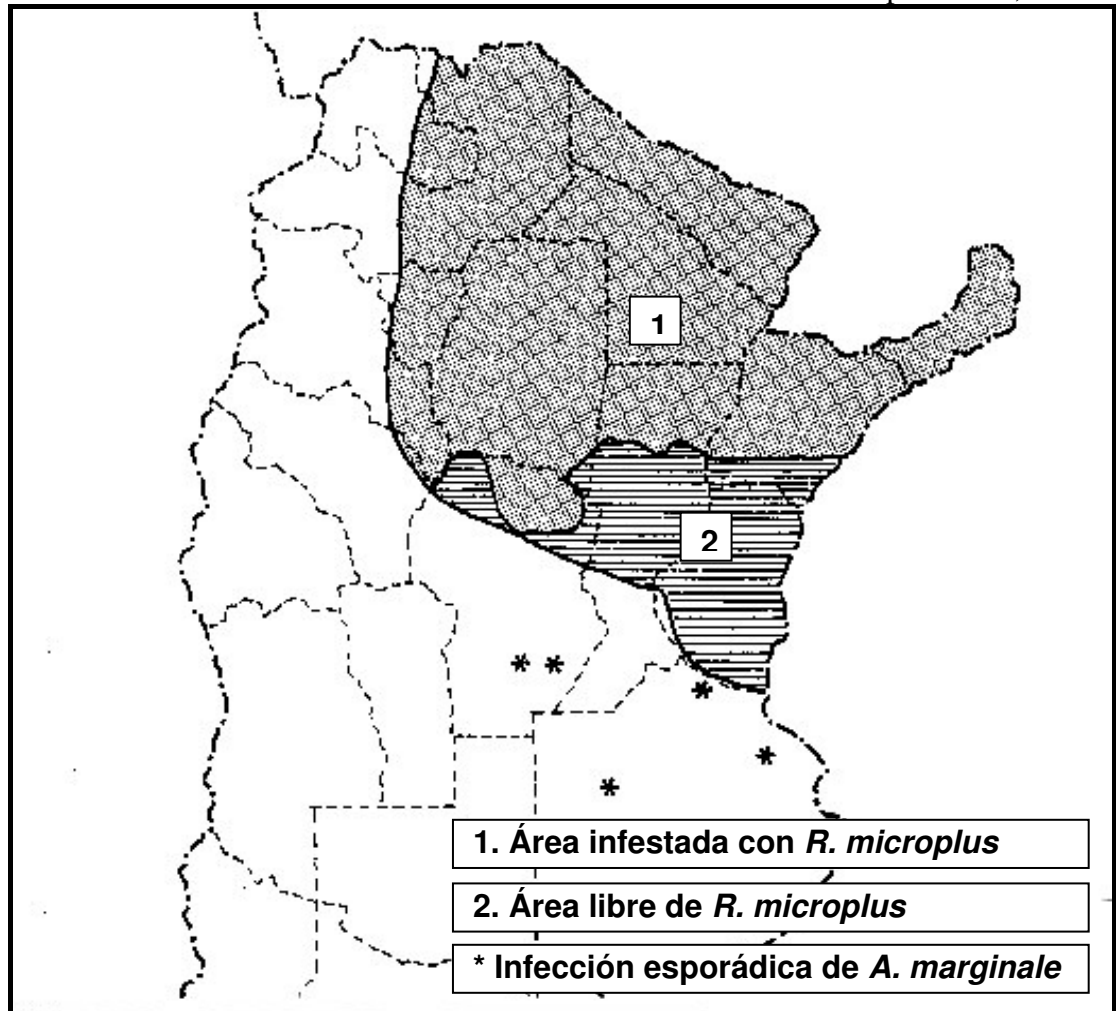 1
2
* *
*
*
*
1. Área infestada con R. microplus
2. Área libre de R. microplus
* Infección esporádica de A. marginale